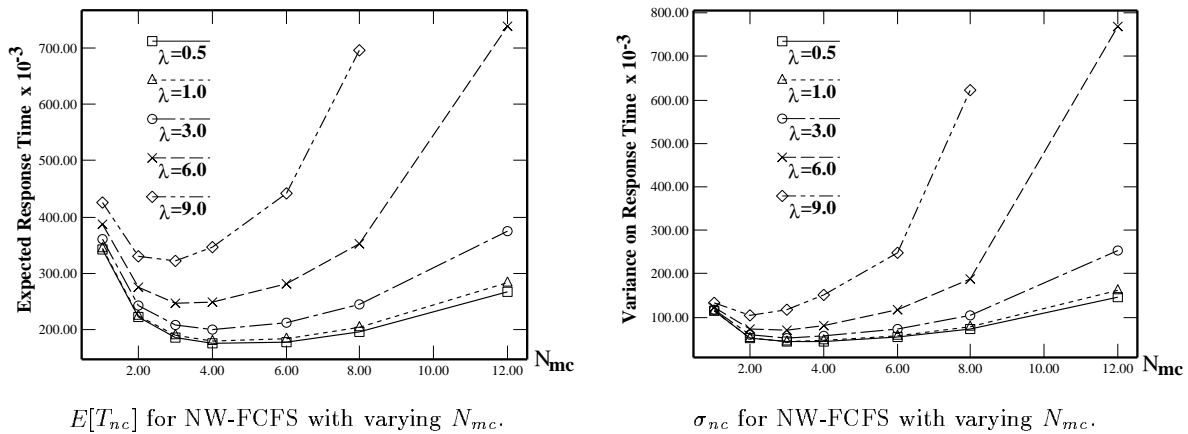 Expected Response Time x 10^-3
700.00
600.00
500.00
400.00
300.00
200.00
λ=0.5
λ=1.0
λ=3.0
λ=6.0
λ=9.0
2.00 4.00 6.00 8.00 10.00 12.00
N_mc
E[T_nc] for NW-FCFS with varying N_mc.
Variance on Response Time x 10^-3
800.00
700.00
600.00
500.00
400.00
300.00
200.00
100.00
λ=0.5
λ=1.0
λ=3.0
λ=6.0
λ=9.0
2.00 4.00 6.00 8.00 10.00 12.00
N_mc
σ_nc for NW-FCFS with varying N_mc.